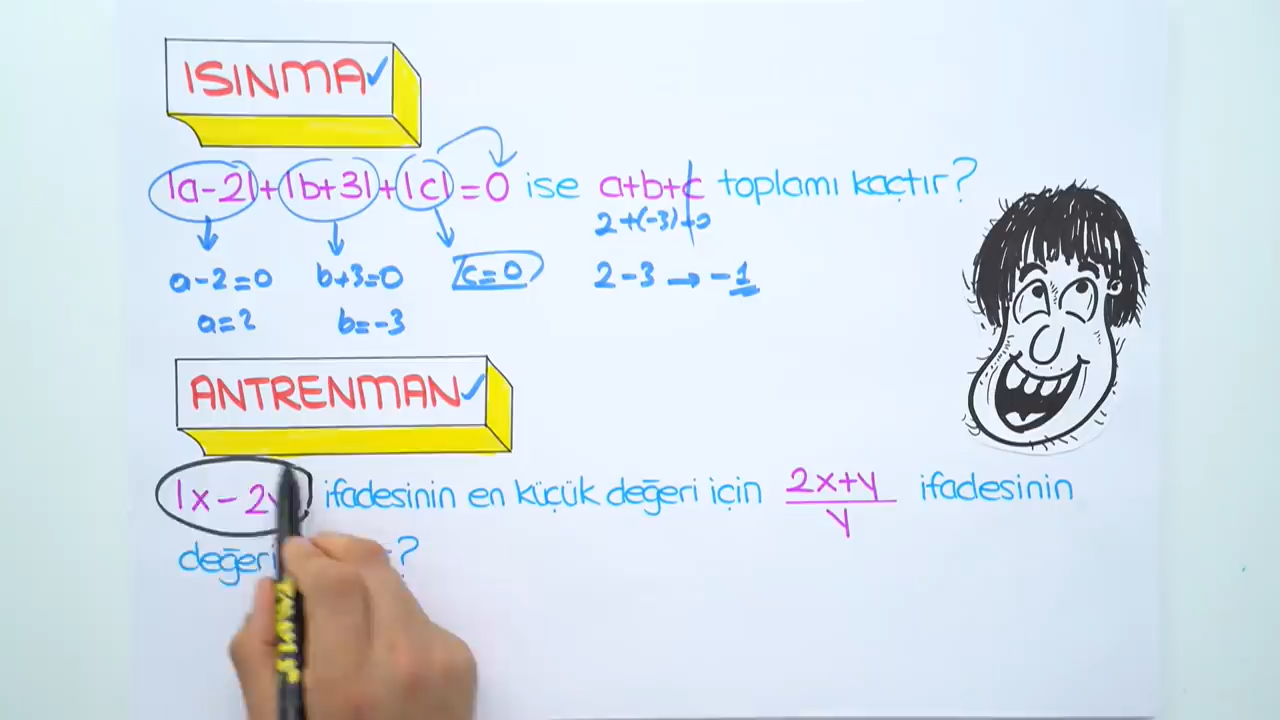 ISINMA
|a-2|+|b+3|+|c|=0 ise a+b+c toplamı kaçtır?
2+(-3)+0
a-2=0 b+3=0 c=0 2-3 → -1
a=2 b=-3
ANTRENMAN
|x-2y ifadesinin en küçük değeri için 2x+y / y ifadesinin
değeri ?